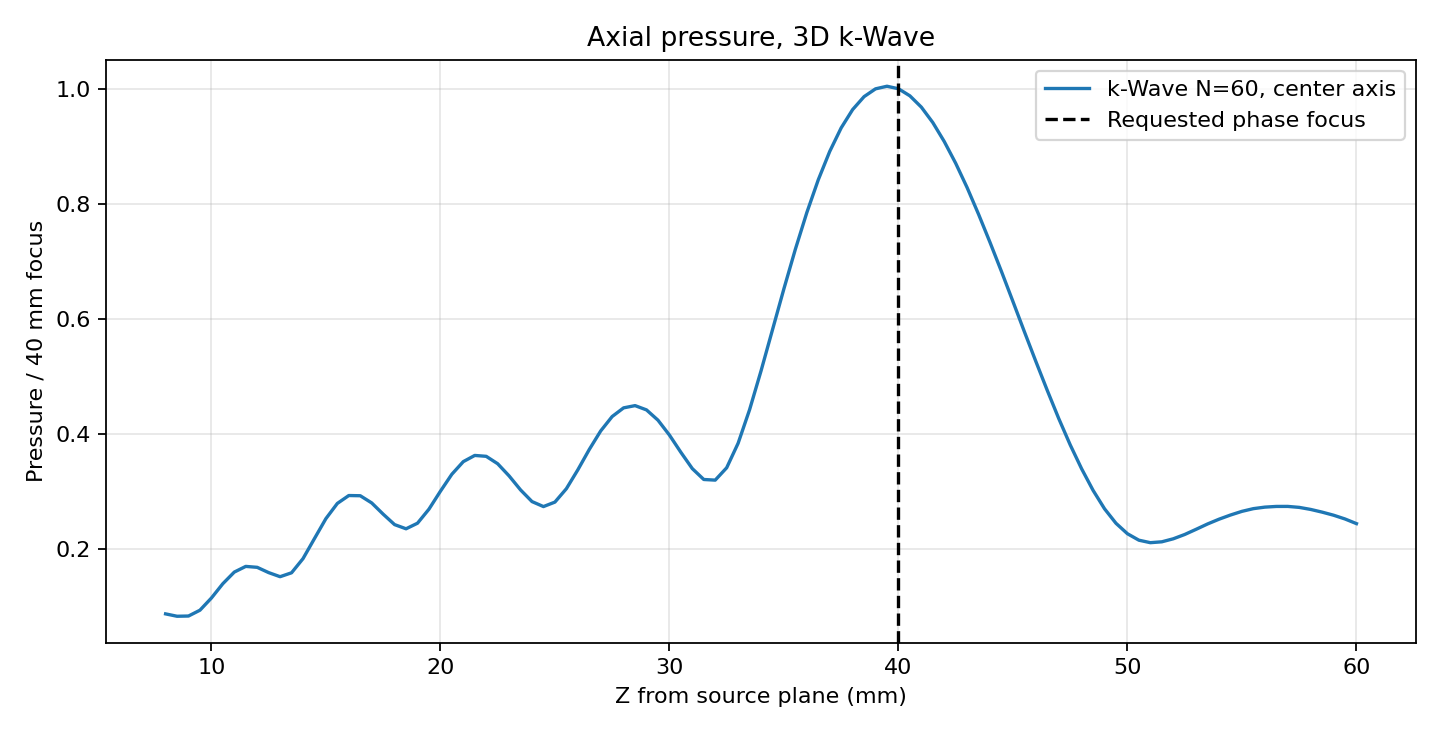 Axial pressure, 3D k-Wave
k-Wave N=60, center axis
Requested phase focus
Pressure / 40 mm focus
1.0
0.8
0.6
0.4
0.2
10 20 30 40 50 60
Z from source plane (mm)